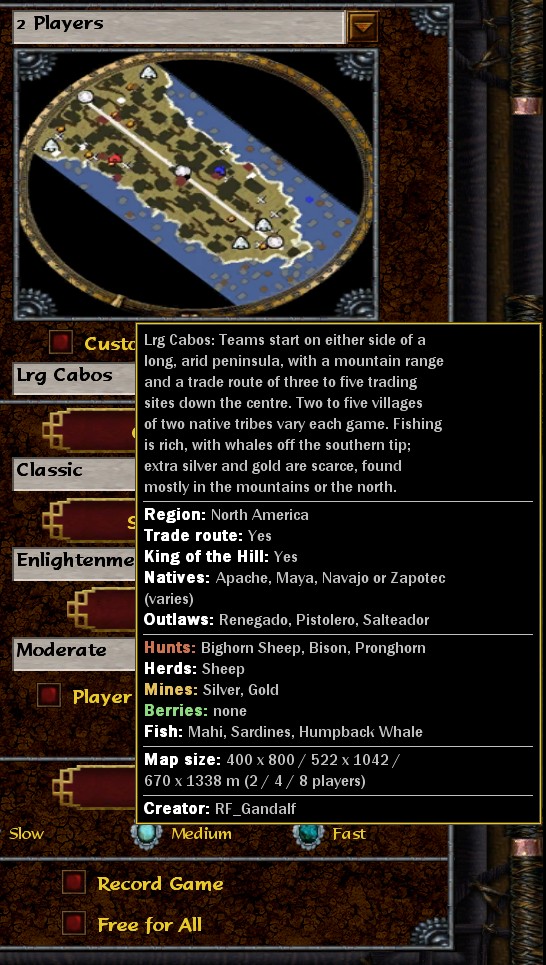 2 Players
Custo
Lrg Cabos
Classic
S
Enlightenme
Moderate
Player
Lrg Cabos: Teams start on either side of a
long, arid peninsula, with a mountain range
and a trade route of three to five trading
sites down the centre. Two to five villages
of two native tribes vary each game. Fishing
is rich, with whales off the southern tip;
extra silver and gold are scarce, found
mostly in the mountains or the north.
Region: North America
Trade route: Yes
King of the Hill: Yes
Natives: Apache, Maya, Navajo or Zapotec
(varies)
Outlaws: Renegado, Pistolero, Salteador
Hunts: Bighorn Sheep, Bison, Pronghorn
Herds: Sheep
Mines: Silver, Gold
Berries: none
Fish: Mahi, Sardines, Humpback Whale
Map size: 400 x 800 / 522 x 1042 /
670 x 1338 m (2 / 4 / 8 players)
Creator: RF_Gandalf
Slow Medium Fast
Record Game
Free for All